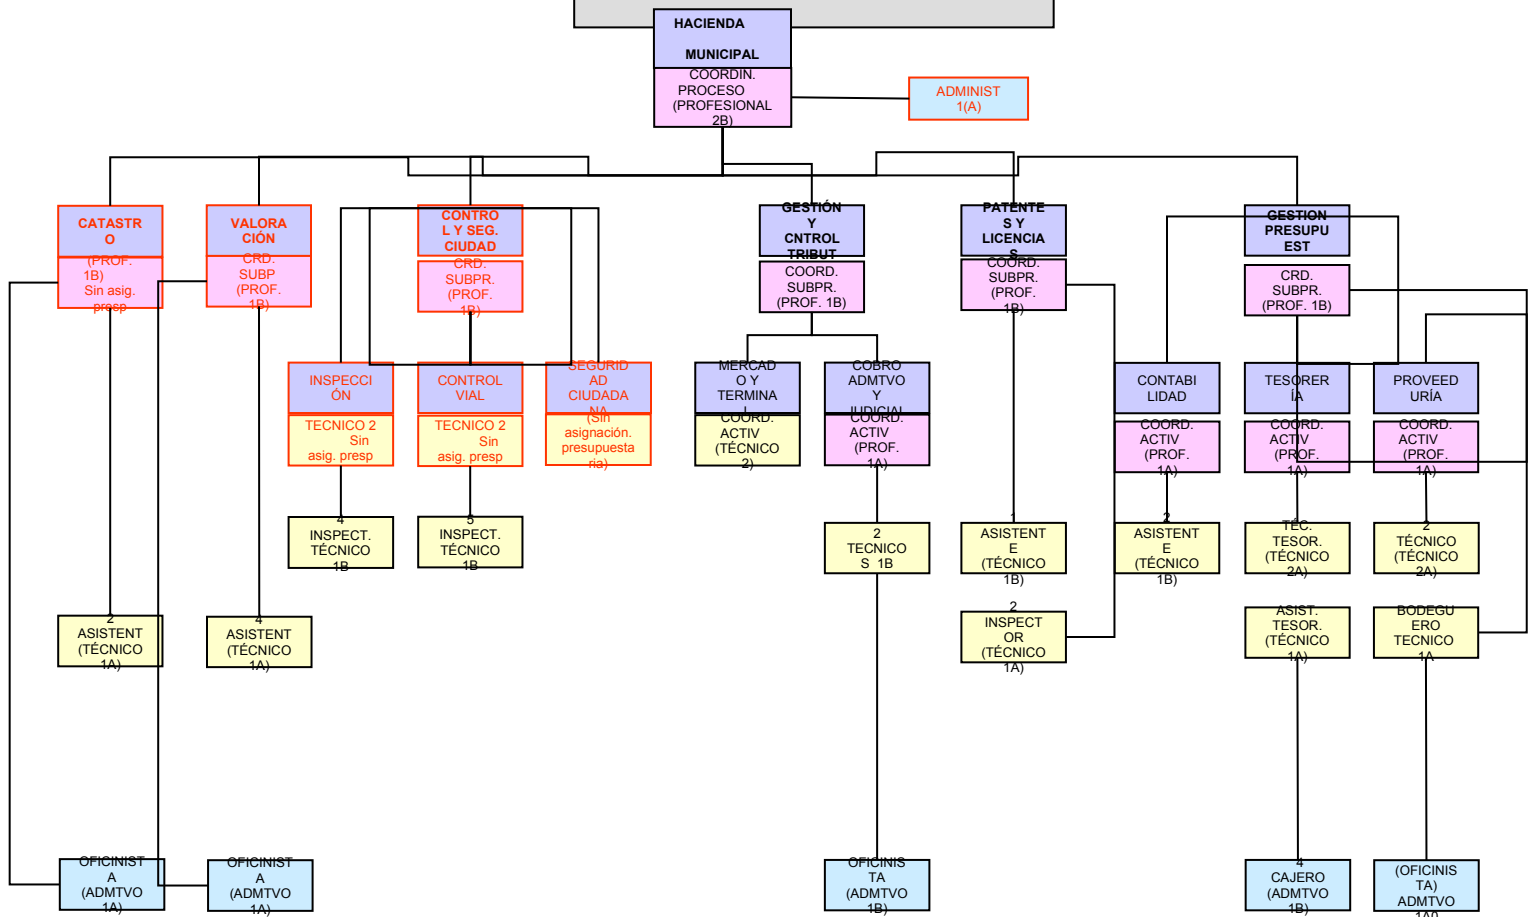 HACIENDA
MUNICIPAL
COORDIN.
PROCESO
(PROFESIONAL
2B)
ADMINIST
1(A)
CATASTR
O
(PROF.
1B)
Sin asig.
presp
VALORA
CIÓN
CRD.
SUBP
(PROF.
1B)
CONTRO
L Y SEG.
CIUDAD
CRD.
SUBPR.
(PROF.
1B)
GESTIÓN
Y
CNTROL
TRIBUT
COORD.
SUBPR.
(PROF. 1B)
PATENTE
S Y
LICENCIA
S
COORD.
SUBPR.
(PROF.
1B)
GESTION
PRESUPU
EST
CRD.
SUBPR.
(PROF. 1B)
INSPECCI
ÓN
TECNICO 2
Sin
asig. presp
CONTROL
VIAL
TECNICO 2
Sin
asig. presp
SEGURID
AD
CIUDADA
NA
(Sin
asignación.
presupuesta
ria)
MERCAD
O Y
TERMINA
L
COORD.
ACTIV
(TÉCNICO
2)
COBRO
ADMTVO
Y
JUDICIAL
COORD.
ACTIV
(PROF.
1A)
CONTABI
LIDAD
COORD.
ACTIV
(PROF.
1A)
TESORER
ÍA
COORD.
ACTIV
(PROF.
1A)
PROVEED
URÍA
COORD.
ACTIV
(PROF.
1A)
4
INSPECT.
TÉCNICO
1B
5
INSPECT.
TÉCNICO
1B
2
TECNICO
S 1B
1
ASISTENT
E
(TÉCNICO
1B)
2
ASISTENT
E
(TÉCNICO
1B)
TÉC.
TESOR.
(TÉCNICO
2A)
2
TÉCNICO
(TÉCNICO
2A)
2
ASISTENT
(TÉCNICO
1A)
4
ASISTENT
(TÉCNICO
1A)
2
INSPECT
OR
(TÉCNICO
1A)
ASIST.
TESOR.
(TÉCNICO
1A)
BODEGU
ERO
TECNICO
1A
OFICINIST
A
(ADMTVO
1A)
OFICINIST
A
(ADMTVO
1A)
OFICINIS
TA
(ADMTVO
1B)
4
CAJERO
(ADMTVO
1B)
(OFICINIS
TA)
ADMTVO
1A0